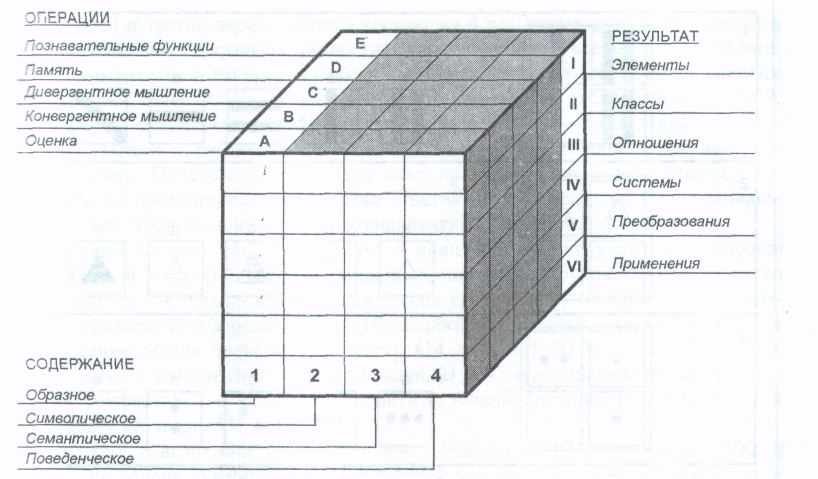 ОПЕРАЦИИ
Познавательные функции
Память
Дивергентное мышление
Конвергентное мышление
Оценка
E
D
C
B
A
РЕЗУЛЬТАТ
I
Элементы
II
Классы
III
Отношения
IV
Системы
V
Преобразования
VI
Применения
СОДЕРЖАНИЕ
1 2 3 4
Образное
Символическое
Семантическое
Поведенческое